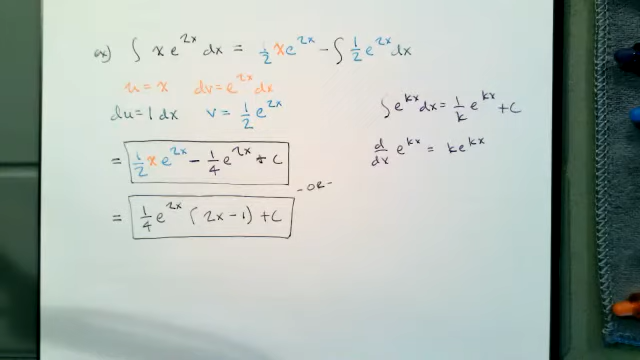 ex) ∫ x e^{2x} dx = 1/2 x e^{2x} - ∫ 1/2 e^{2x} dx
u = x dv = e^{2x} dx
du = 1 dx v = 1/2 e^{2x}
= 1/2 x e^{2x} - 1/4 e^{2x} + C
-OR-
= 1/4 e^{2x} (2x - 1) + C
∫ e^{kx} dx = 1/k e^{kx} + C
d/dx e^{kx} = k e^{kx}